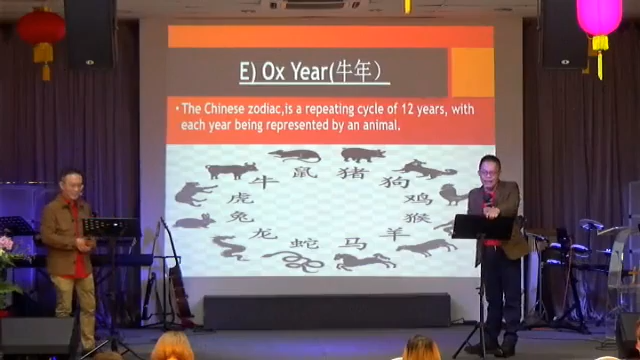 E) Ox Year(牛年）
• The Chinese zodiac,is a repeating cycle of 12 years, with
each year being represented by an animal.
鼠 猪
牛 狗
虎 鸡
兔 猴
龙 羊
蛇 马